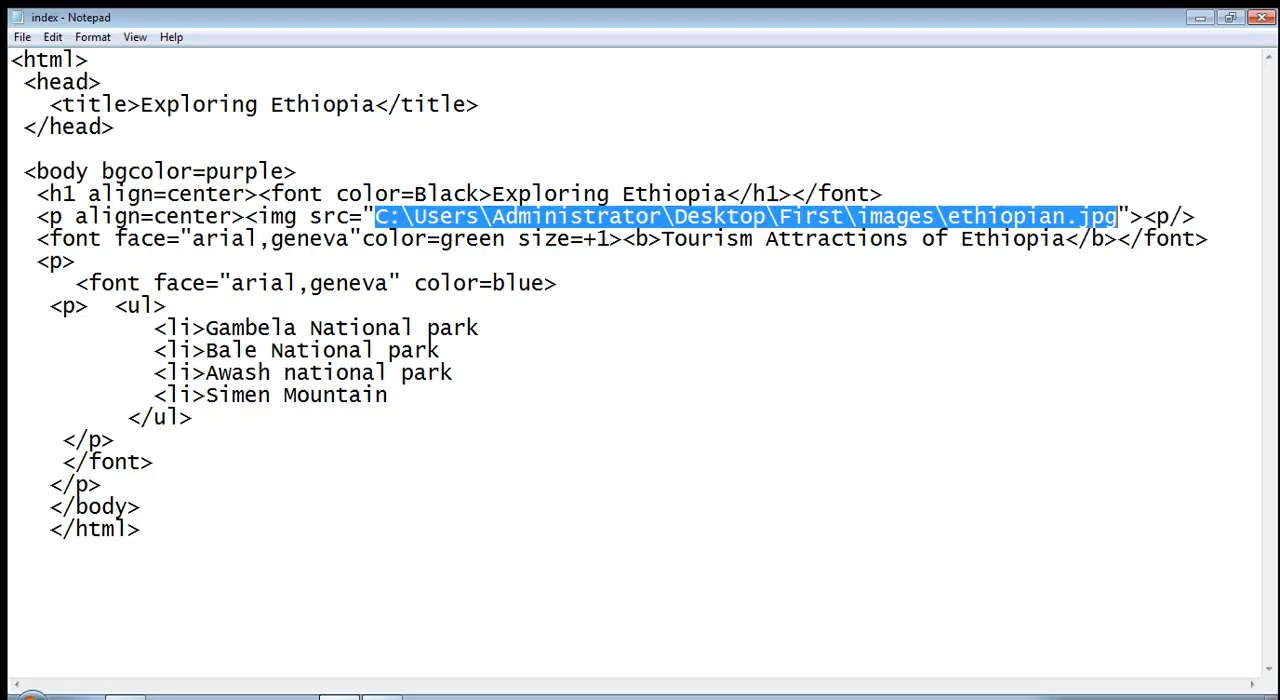 index - Notepad
File Edit Format View Help
<html>
<head>
<title>Exploring Ethiopia</title>
</head>
<body bgcolor=purple>
<h1 align=center><font color=Black>Exploring Ethiopia</h1></font>
<p align=center><img src="C:\Users\Administrator\Desktop\First\images\ethiopian.jpg"><p/>
<font face="arial,geneva"color=green size=+1><b>Tourism Attractions of Ethiopia</b></font>
<p>
<font face="arial,geneva" color=blue>
<p> <ul>
<li>Gambela National park
<li>Bale National park
<li>Awash national park
<li>Simen Mountain
</ul>
</p>
</font>
</p>
</body>
</html>